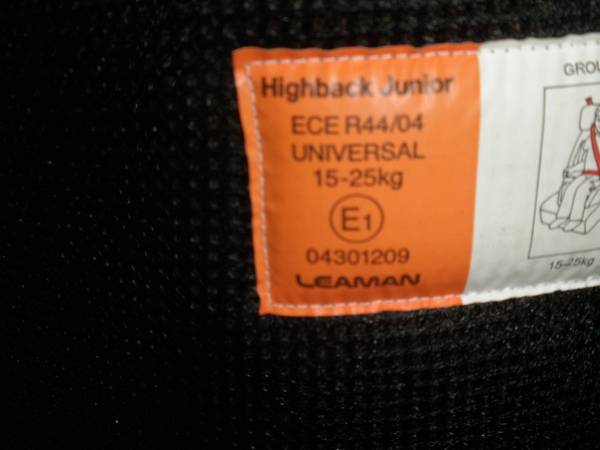 Highback Junior
ECE R44/04
UNIVERSAL
15-25kg
E1
04301209
LEAMAN
15-25kg